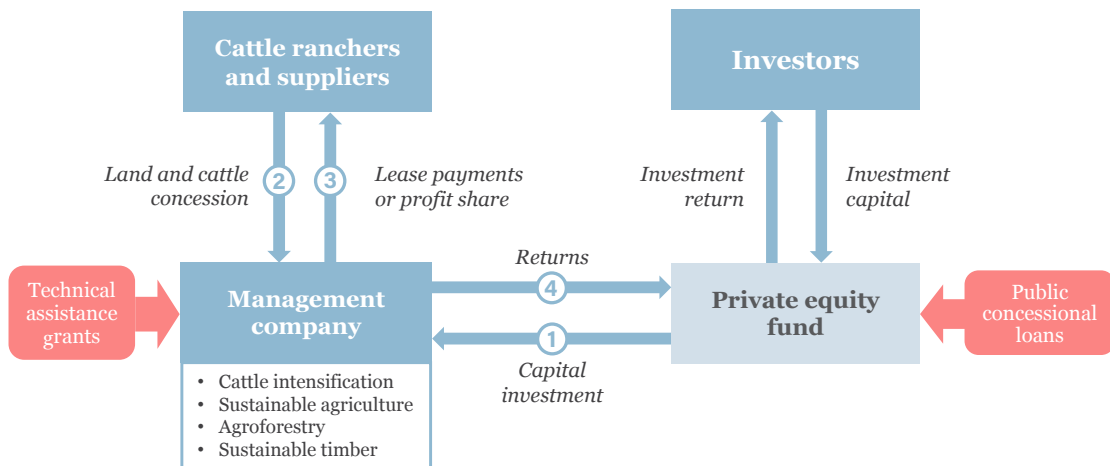 Cattle ranchers
and suppliers
Investors
Land and cattle
concession
2
3
Lease payments
or profit share
Investment
return
Investment
capital
Technical
assistance
grants
Management
company
Returns
4
1
Capital
investment
Private equity
fund
Public
concessional
loans
• Cattle intensification
• Sustainable agriculture
• Agroforestry
• Sustainable timber